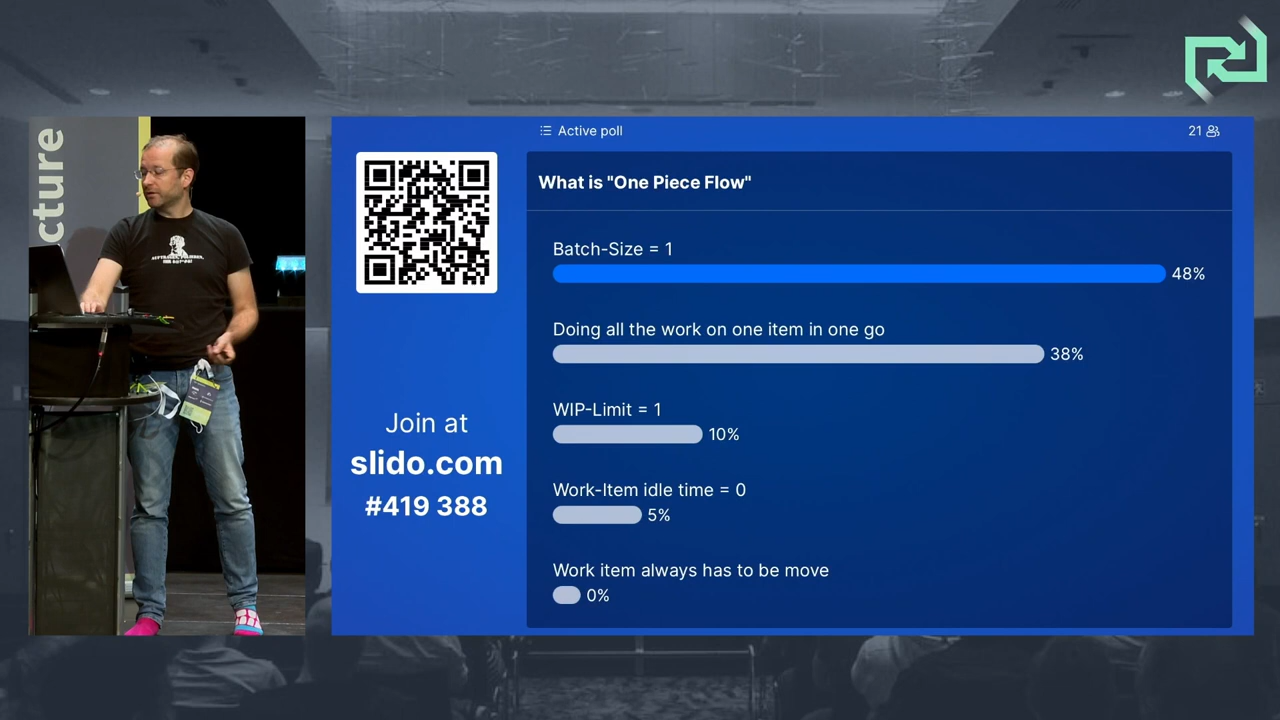 cture
Active poll
21
What is "One Piece Flow"
Batch-Size = 1
48%
Doing all the work on one item in one go
38%
WIP-Limit = 1
10%
Work-Item idle time = 0
5%
Work item always has to be move
0%
Join at
slido.com
#419 388